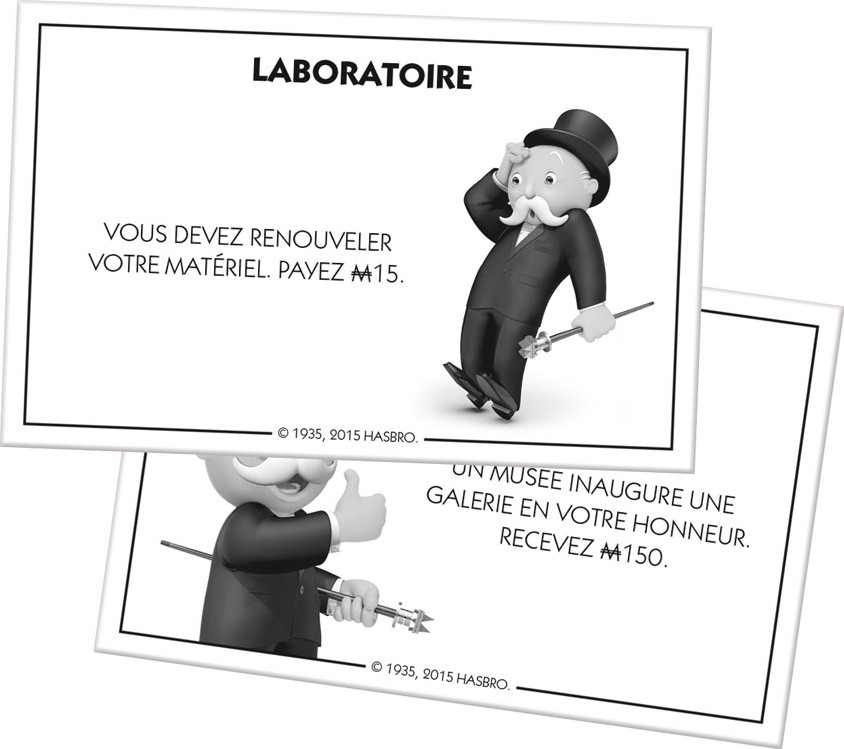 LABORATOIRE
VOUS DEVEZ RENOUVELER
VOTRE MATÉRIEL. PAYEZ ₩15.
© 1935, 2015 HASBRO.
UN MUSEE INAUGURE UNE
GALERIE EN VOTRE HONNEUR.
RECEVEZ ₩150.
© 1935, 2015 HASBRO.